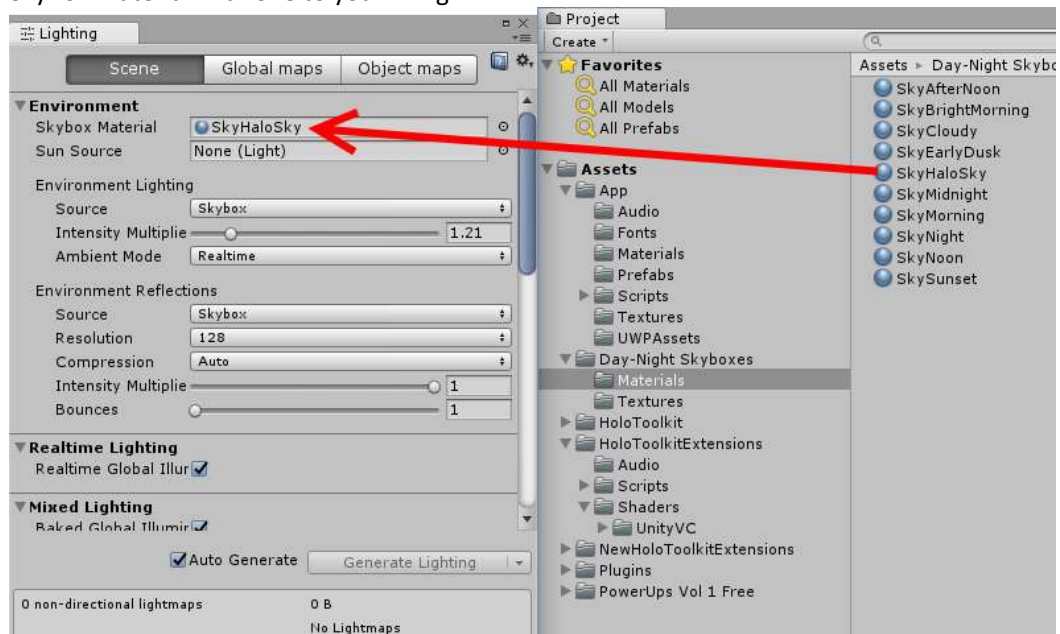 Lighting
Scene
Global maps
Object maps
Environment
Skybox Material
SkyHaloSky
Sun Source
None (Light)
Environment Lighting
Source
Skybox
Intensity Multiplie
1.21
Ambient Mode
Realtime
Environment Reflections
Source
Skybox
Resolution
128
Compression
Auto
Intensity Multiplie
1
Bounces
1
Realtime Lighting
Realtime Global Illur
Mixed Lighting
Baked Global Illumir
Auto Generate
Generate Lighting
0 non-directional lightmaps
0 B
No Lightmaps
Project
Create
Favorites
All Materials
All Models
All Prefabs
Assets
App
Audio
Fonts
Materials
Prefabs
Scripts
Textures
UWPAssets
Day-Night Skyboxes
Materials
Textures
HoloToolkit
HoloToolkitExtensions
Audio
Scripts
Shaders
UnityVC
NewHoloToolkitExtensions
Plugins
PowerUps Vol 1 Free
Assets ▸ Day-Night Skybo
SkyAfterNoon
SkyBrightMorning
SkyCloudy
SkyEarlyDusk
SkyHaloSky
SkyMidnight
SkyMorning
SkyNight
SkyNoon
SkySunset